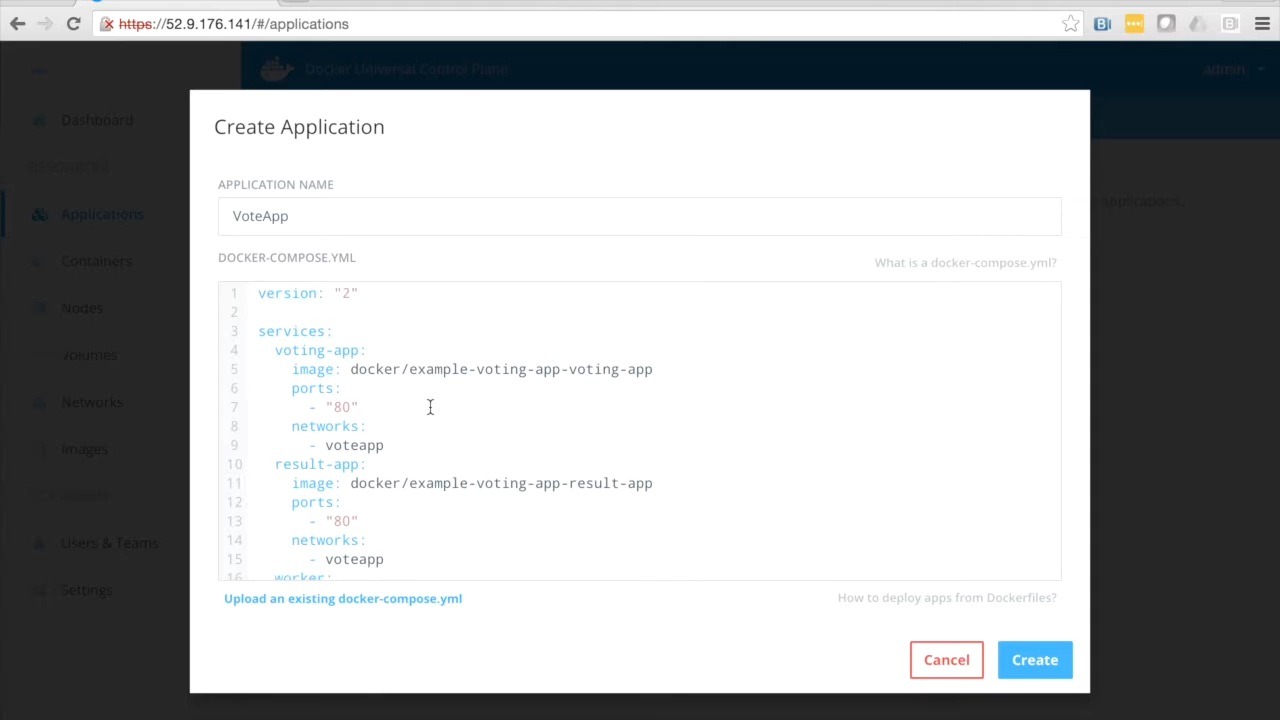 https://52.9.176.141/#/applications
Docker Universal Control Plane
admin
Dashboard
RESOURCES
Applications
Containers
Nodes
Volumes
Networks
Images
Users & Teams
Settings
applications.
Create Application
APPLICATION NAME
VoteApp
DOCKER-COMPOSE.YML
What is a docker-compose.yml?
1 version: "2"
2
3 services:
4 voting-app:
5 image: docker/example-voting-app-voting-app
6 ports:
7 - "80"
8 networks:
9 - voteapp
10 result-app:
11 image: docker/example-voting-app-result-app
12 ports:
13 - "80"
14 networks:
15 - voteapp
16 worker:
Upload an existing docker-compose.yml
How to deploy apps from Dockerfiles?
Cancel
Create